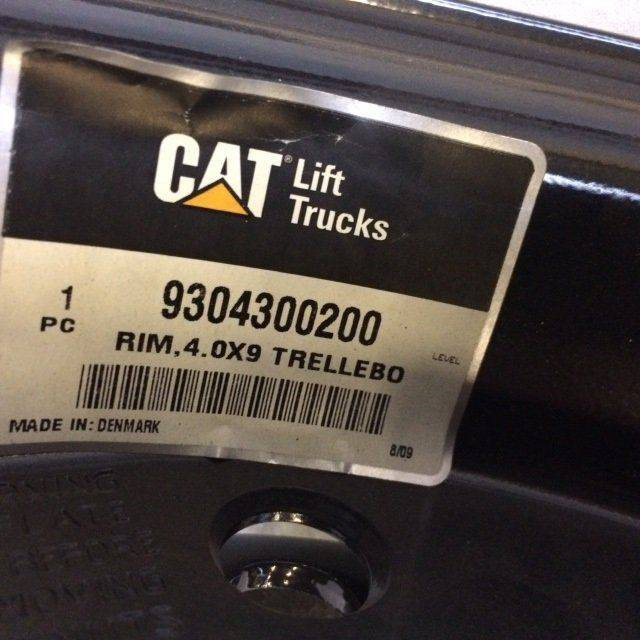 CAT® Lift
Trucks
1 9304300200
PC RIM,4.0X9 TRELLEBO
LEVEL
MADE IN: DENMARK
8/09